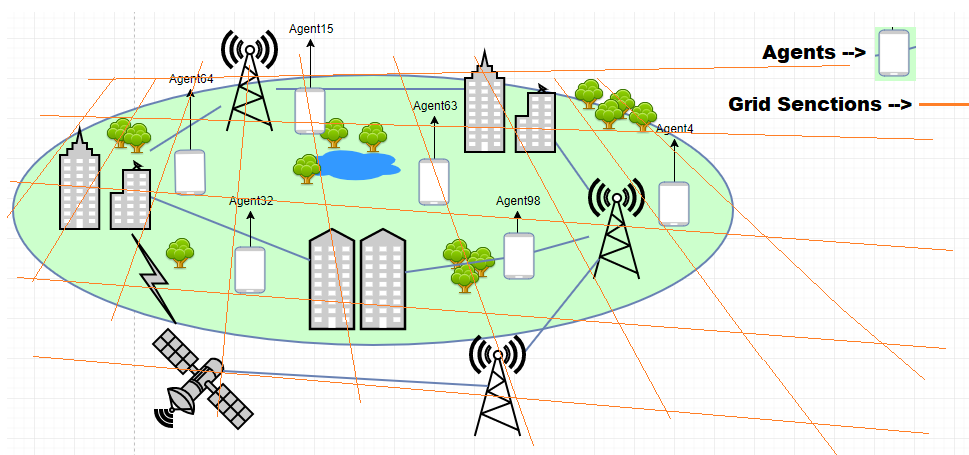 Agent15
Agents -->
Agent64
Agent63
Grid Senctions -->
Agent4
Agent32
Agent98